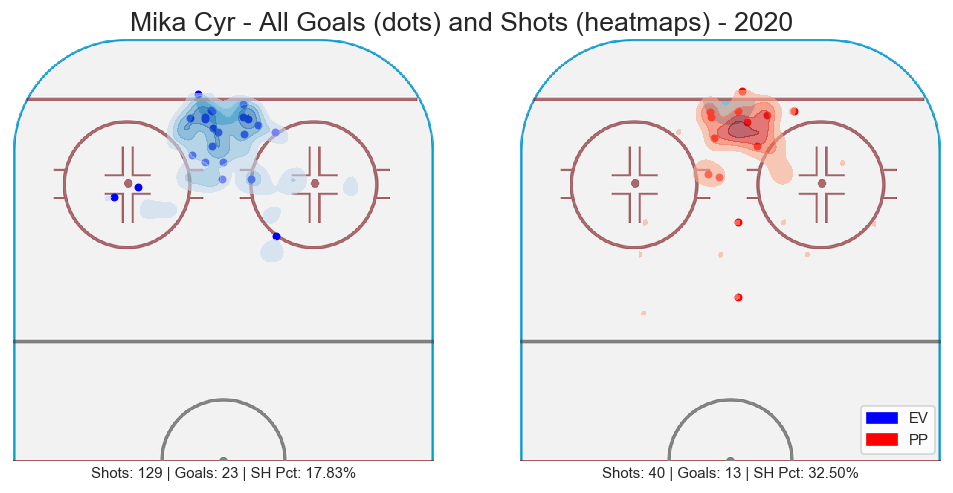 Mika Cyr - All Goals (dots) and Shots (heatmaps) - 2020
EV
PP
Shots: 129 | Goals: 23 | SH Pct: 17.83%
Shots: 40 | Goals: 13 | SH Pct: 32.50%